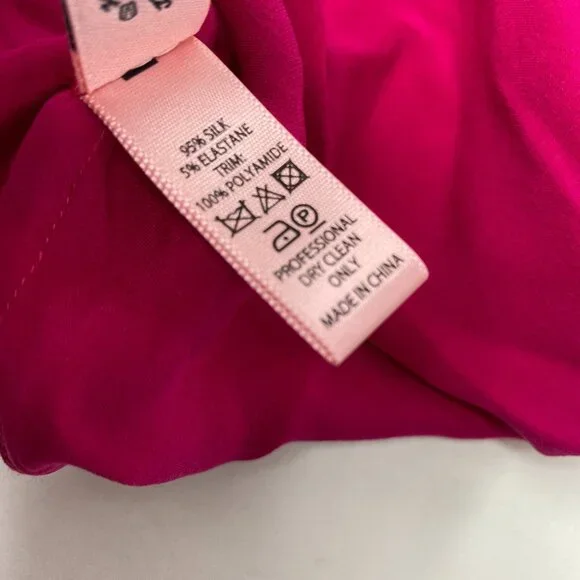 95% SILK
5% ELASTANE
TRIM:
100% POLYAMIDE
P
PROFESSIONAL
DRY CLEAN
ONLY
MADE IN CHINA